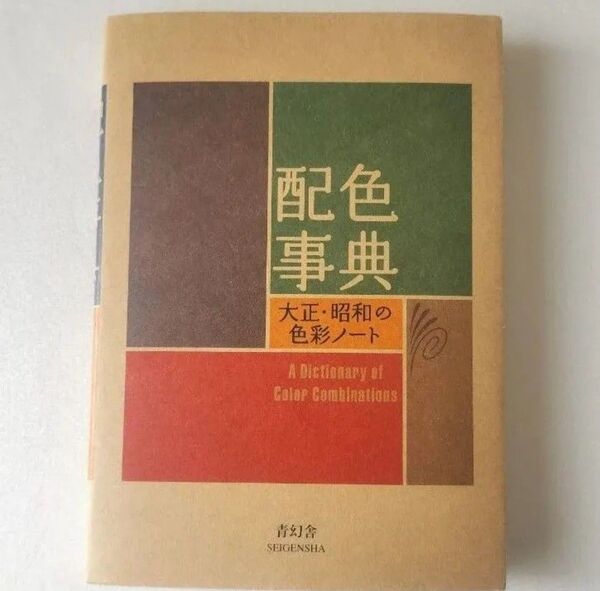 配色
事典
大正・昭和の
色彩ノート
A Dictionary of
Color Combinations
青幻舎
SEIGENSHA